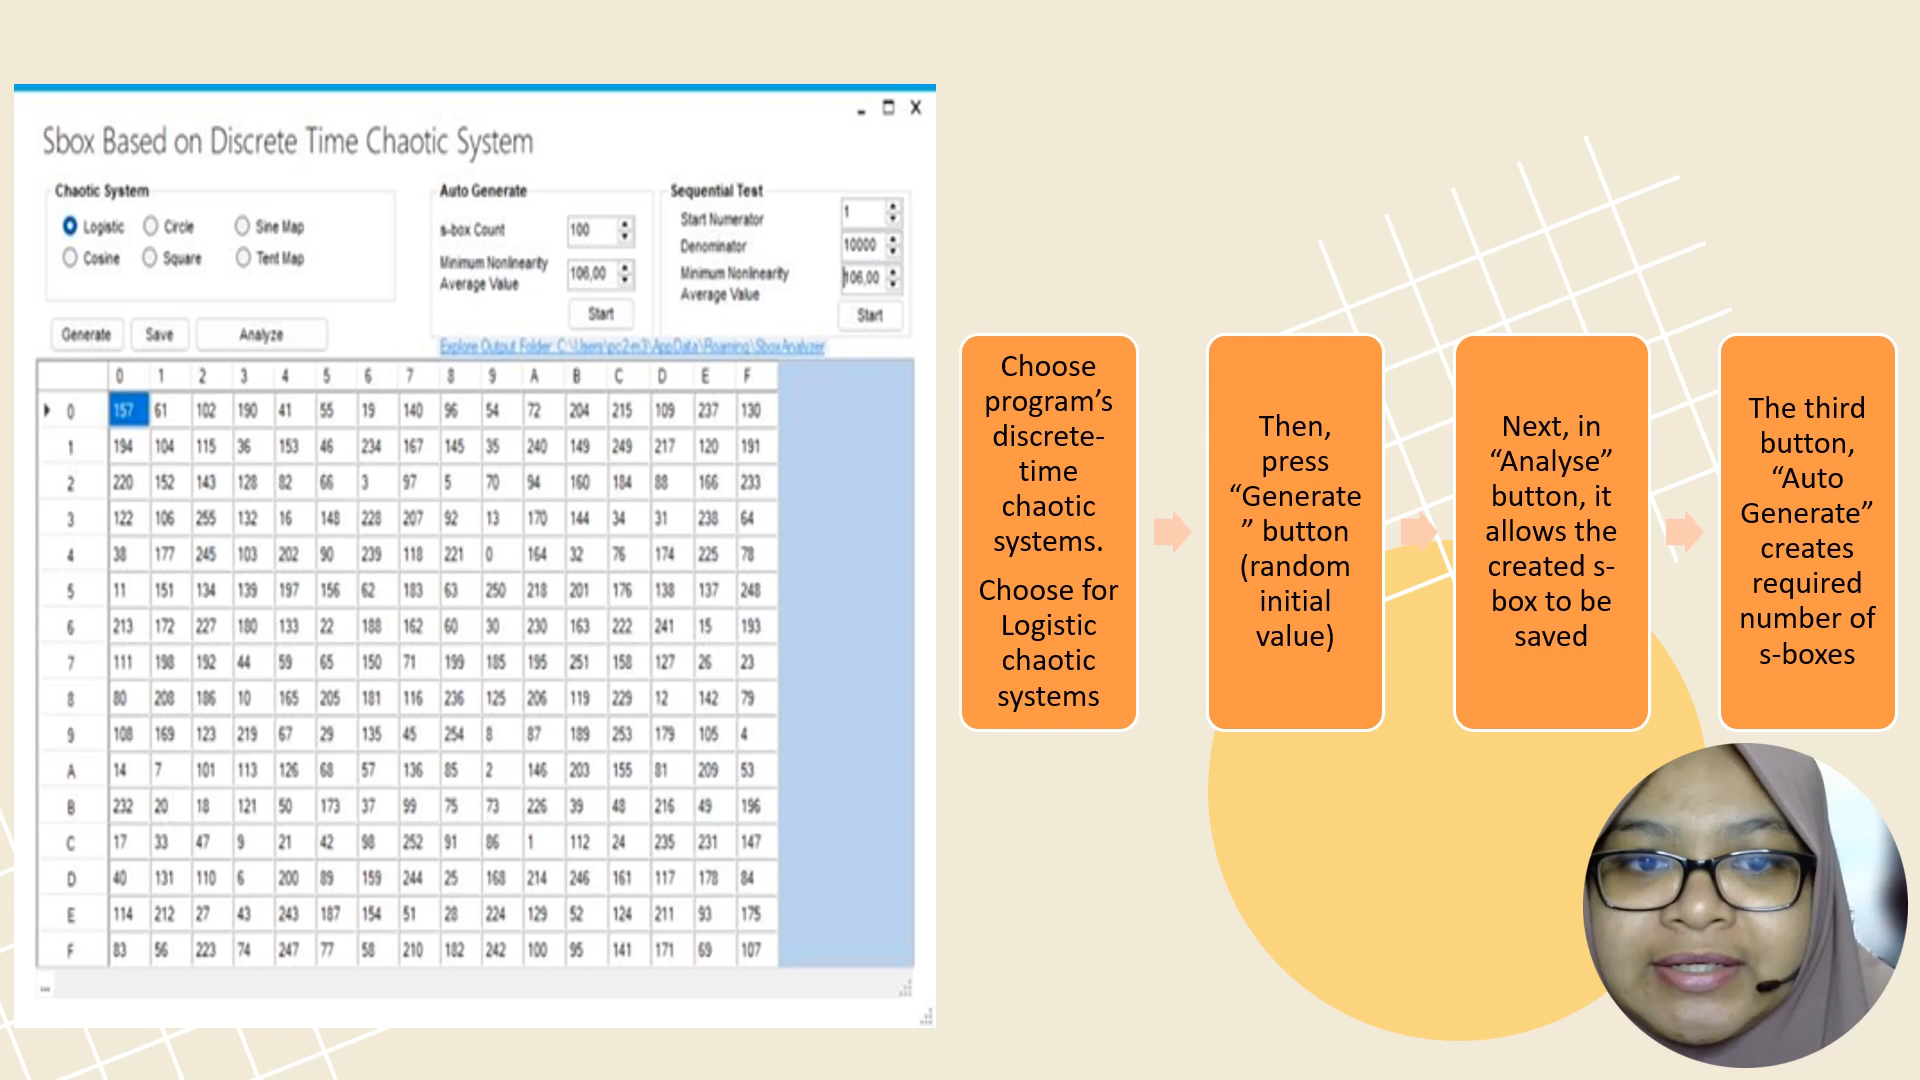 Sbox Based on Discrete Time Chaotic System
Chaotic System
Logistic Circle Sine Map
Cosine Square Tent Map
Generate Save Analyze
Auto Generate
s-box Count 100
Minimum Nonlinearity
Average Value
106,00
Start
Sequential Test
Start Numerator 1
Denominator 10000
Minimum Nonlinearity
Average Value
106,00
Start
Explore Output Folder: C:\Users\pc2-m3\AppData\Roaming\SboxAnalyzer
0 1 2 3 4 5 6 7 8 9 A B C D E F
0 157 61 102 190 41 55 19 140 96 54 72 204 215 109 237 130
1 194 104 115 36 153 46 234 167 145 35 240 149 249 217 120 191
2 220 152 143 128 82 66 3 97 5 70 94 160 184 88 166 233
3 122 106 255 132 16 148 228 207 92 13 170 144 34 31 238 64
4 38 177 245 103 202 90 239 118 221 0 164 32 76 174 225 78
5 11 151 134 139 197 156 62 183 63 250 218 201 176 138 137 248
6 213 172 227 180 133 22 188 162 60 30 230 163 222 241 15 193
7 111 198 192 44 59 65 150 71 199 185 195 251 158 127 26 23
8 80 208 186 10 165 205 181 116 236 125 206 119 229 12 142 79
9 108 169 123 219 67 29 135 45 254 8 87 189 253 179 105 4
A 14 7 101 113 126 68 57 136 85 2 146 203 155 81 209 53
B 232 20 18 121 50 173 37 99 75 73 226 39 48 216 49 196
C 17 33 47 9 21 42 98 252 91 86 1 112 24 235 231 147
D 40 131 110 6 200 89 159 244 25 168 214 246 161 117 178 84
E 114 212 27 43 243 187 154 51 28 224 129 52 124 211 93 175
F 83 56 223 74 247 77 58 210 182 242 100 95 141 171 69 107
...
Choose
program’s
discrete-
time
chaotic
systems.
Choose for
Logistic
chaotic
systems
Then,
press
“Generate
” button
(random
initial
value)
Next, in
“Analyse”
button, it
allows the
created s-
box to be
saved
The third
button,
“Auto
Generate”
creates
required
number of
s-boxes